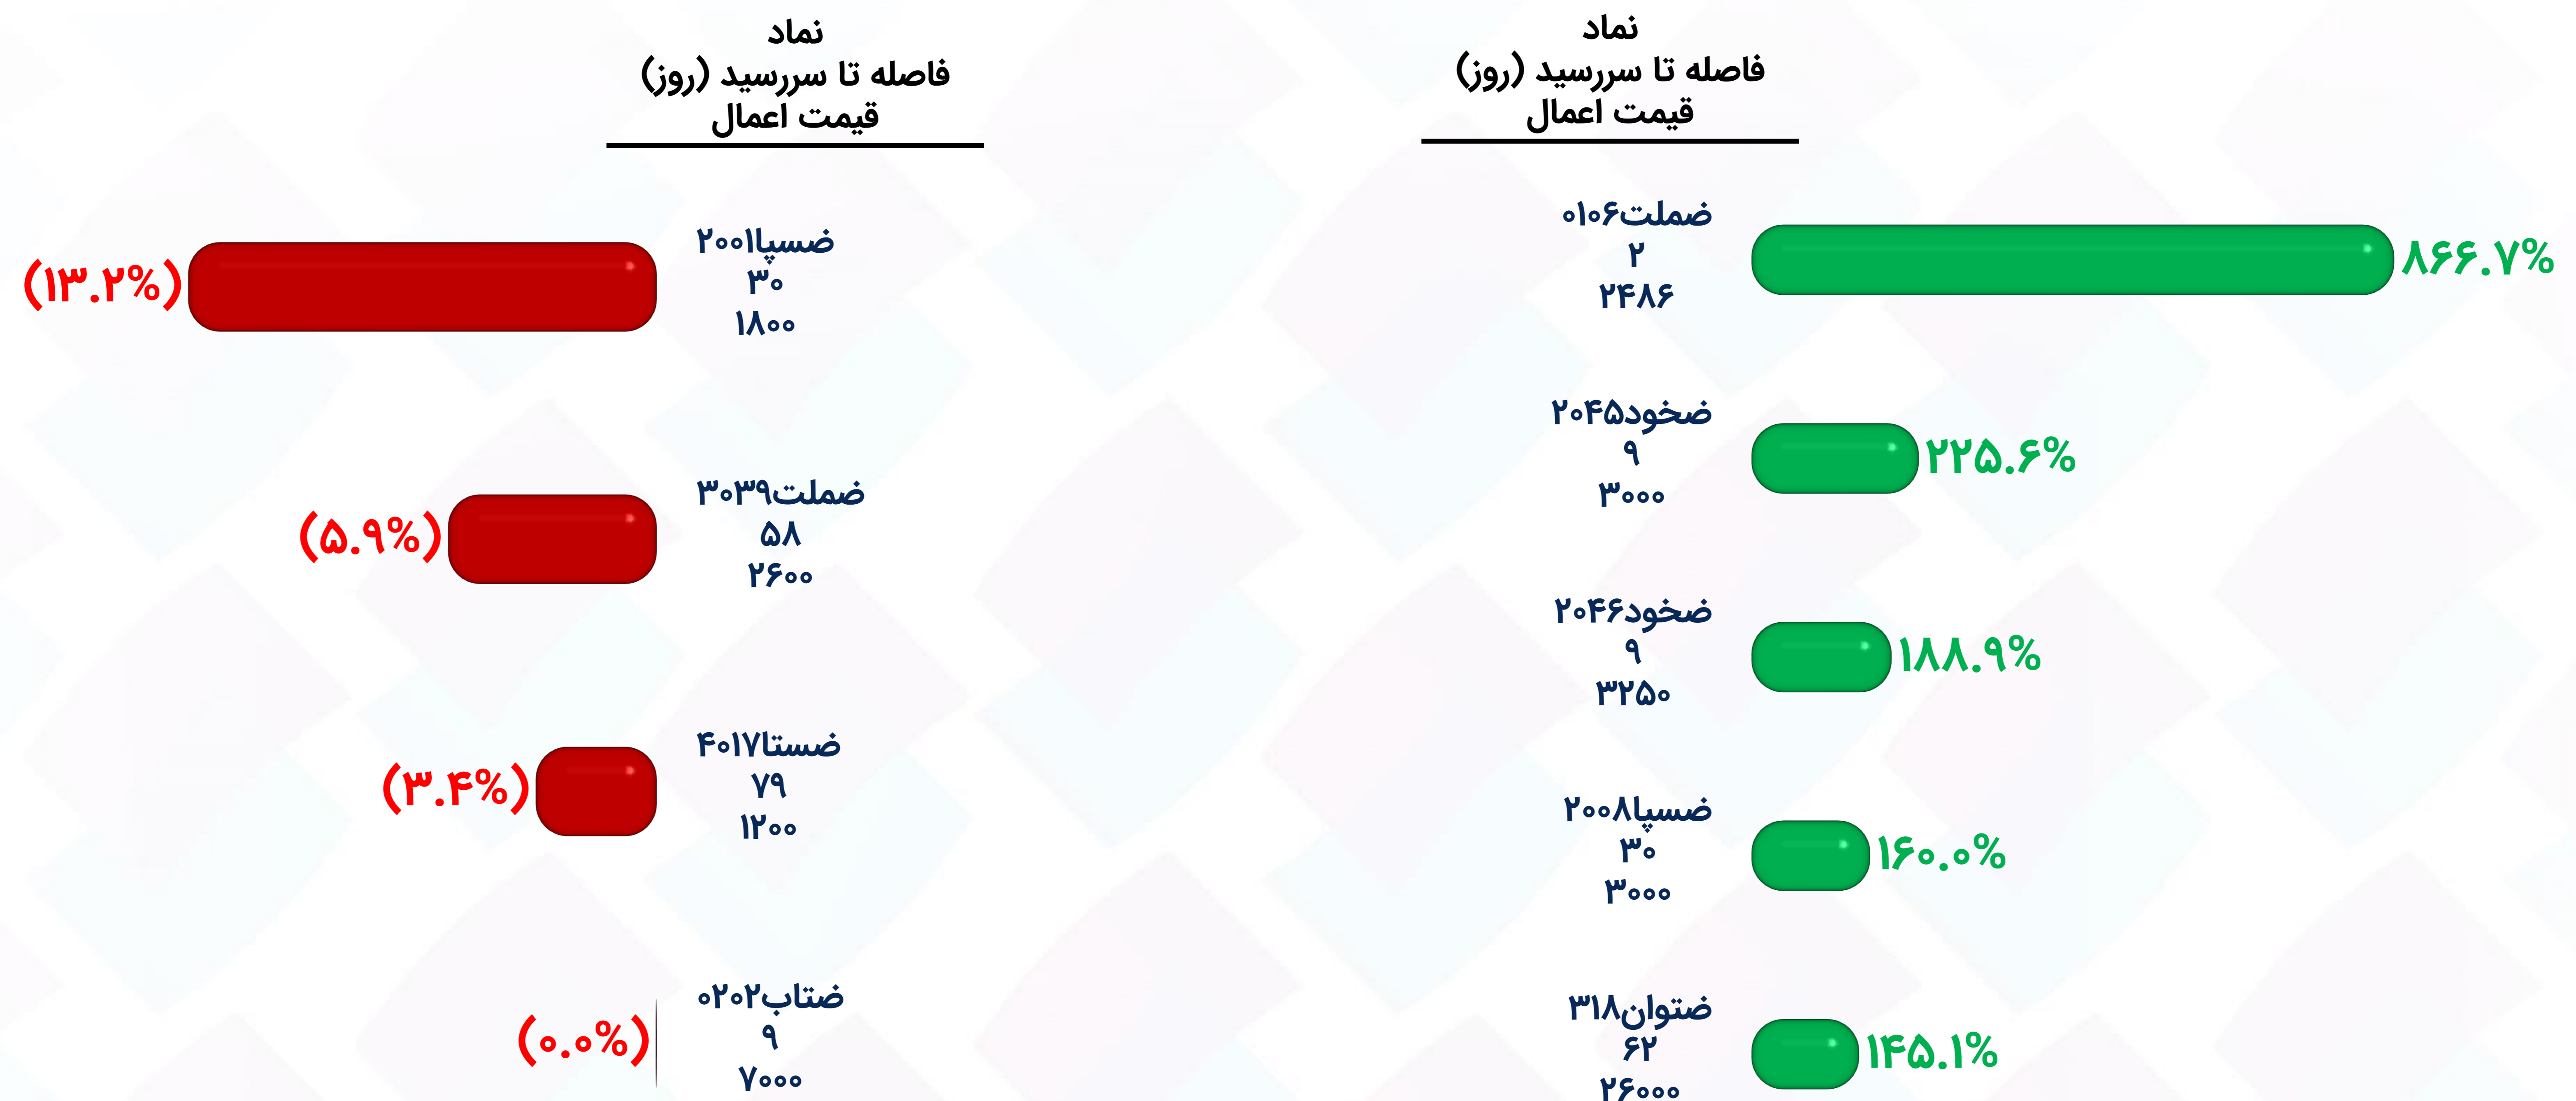 نماد
فاصله تا سررسید (روز)
قیمت اعمال
ضملت۰۱۰۶
۲
۲۴۸۶
۸۶۶.۷%
ضخود۲۰۴۵
۹
۳۰۰۰
۲۲۵.۶%
ضخود۲۰۴۶
۹
۳۲۵۰
۱۸۸.۹%
ضسپا۲۰۰۸
۳۰
۳۰۰۰
۱۶۰.۰%
ضتوان۳۱۸
۶۲
۲۶۰۰۰
۱۴۵.۱%
نماد
فاصله تا سررسید (روز)
قیمت اعمال
ضسپا۲۰۰۱
۳۰
۱۸۰۰
(۱۳.۲%)
ضملت۳۰۳۹
۵۸
۲۶۰۰
(۵.۹%)
ضستا۴۰۱۷
۷۹
۱۲۰۰
(۳.۴%)
ضتاب۰۲۰۲
۹
۷۰۰۰
(۰.۰%)